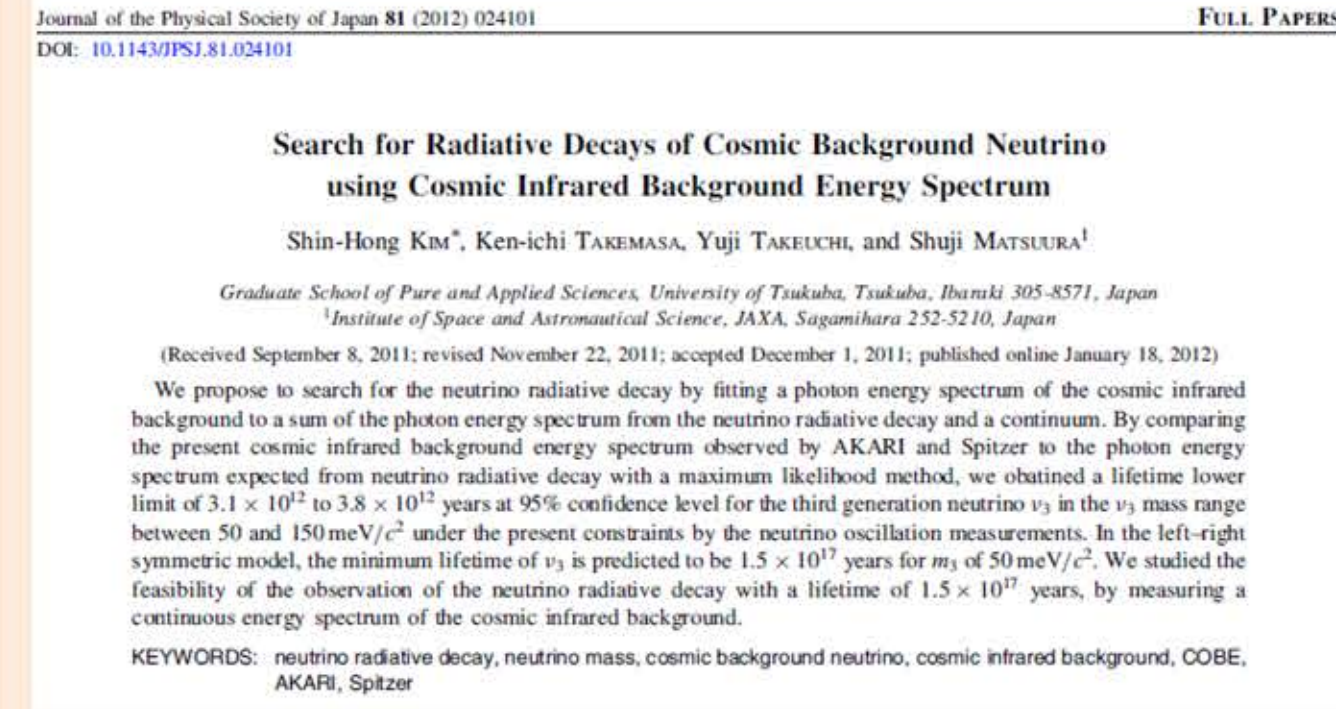 Journal of the Physical Society of Japan 81 (2012) 024101 FULL PAPERS
DOI: 10.1143/JPSJ.81.024101
Search for Radiative Decays of Cosmic Background Neutrino
using Cosmic Infrared Background Energy Spectrum
Shin-Hong KIM*, Ken-ichi TAKEMASA, Yuji TAKEUCHI, and Shuji MATSUURA¹
Graduate School of Pure and Applied Sciences, University of Tsukuba, Tsukuba, Ibaraki 305-8571, Japan
¹Institute of Space and Astronautical Science, JAXA, Sagamihara 252-5210, Japan
(Received September 8, 2011; revised November 22, 2011; accepted December 1, 2011; published online January 18, 2012)
We propose to search for the neutrino radiative decay by fitting a photon energy spectrum of the cosmic infrared
background to a sum of the photon energy spectrum from the neutrino radiative decay and a continuum. By comparing
the present cosmic infrared background energy spectrum observed by AKARI and Spitzer to the photon energy
spectrum expected from neutrino radiative decay with a maximum likelihood method, we obatined a lifetime lower
limit of 3.1 × 10¹² to 3.8 × 10¹² years at 95% confidence level for the third generation neutrino ν₃ in the ν₃ mass range
between 50 and 150 meV/c² under the present constraints by the neutrino oscillation measurements. In the left–right
symmetric model, the minimum lifetime of ν₃ is predicted to be 1.5 × 10¹⁷ years for m₃ of 50 meV/c². We studied the
feasibility of the observation of the neutrino radiative decay with a lifetime of 1.5 × 10¹⁷ years, by measuring a
continuous energy spectrum of the cosmic infrared background.
KEYWORDS: neutrino radiative decay, neutrino mass, cosmic background neutrino, cosmic infrared background, COBE,
AKARI, Spitzer